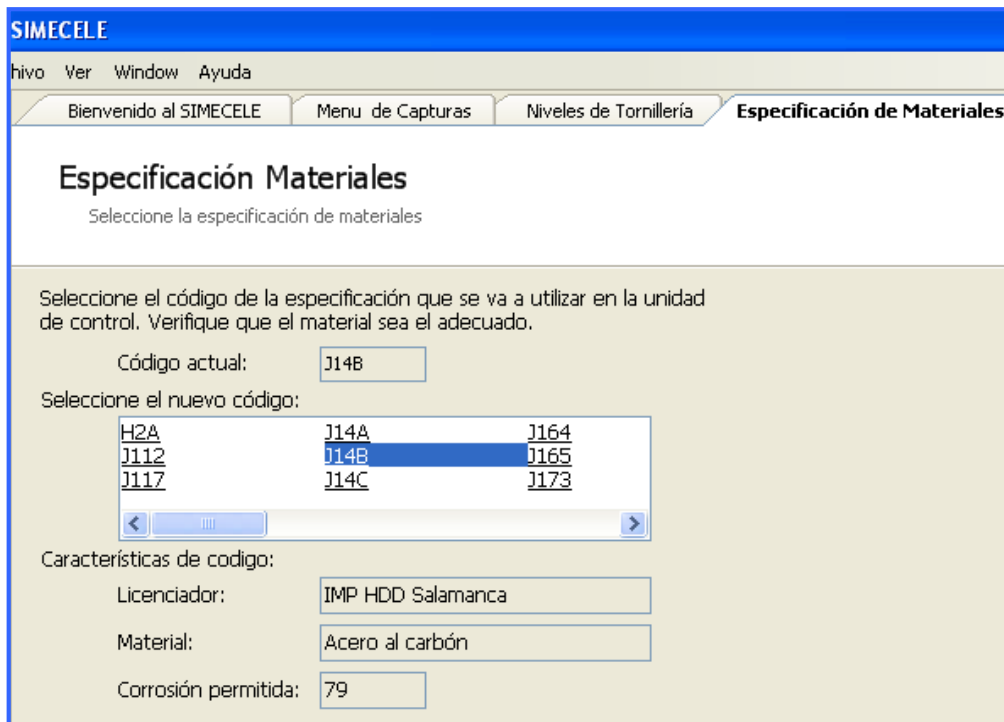 SIMECELE
hivo Ver Window Ayuda
Bienvenido al SIMECELE Menu de Capturas Niveles de Tornillería Especificación de Materiales
Especificación Materiales
Seleccione la especificación de materiales
Seleccione el código de la especificación que se va a utilizar en la unidad
de control. Verifique que el material sea el adecuado.
Código actual: J14B
Seleccione el nuevo código:
H2A J14A J164
J112 J14B J165
J117 J14C J173
Características de codigo:
Licenciador: IMP HDD Salamanca
Material: Acero al carbón
Corrosión permitida: 79